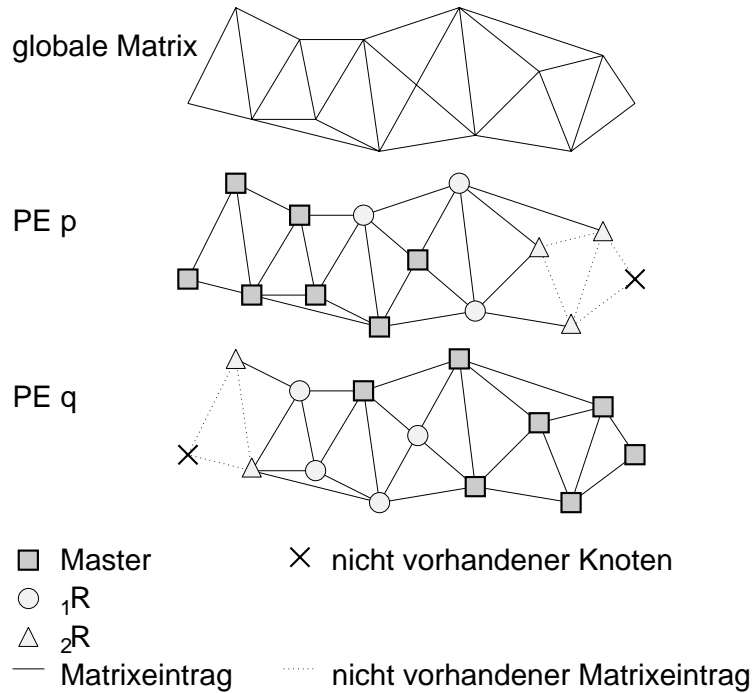 globale Matrix
PE p
PE q
Master
nicht vorhandener Knoten
₁R
₂R
Matrixeintrag
nicht vorhandener Matrixeintrag